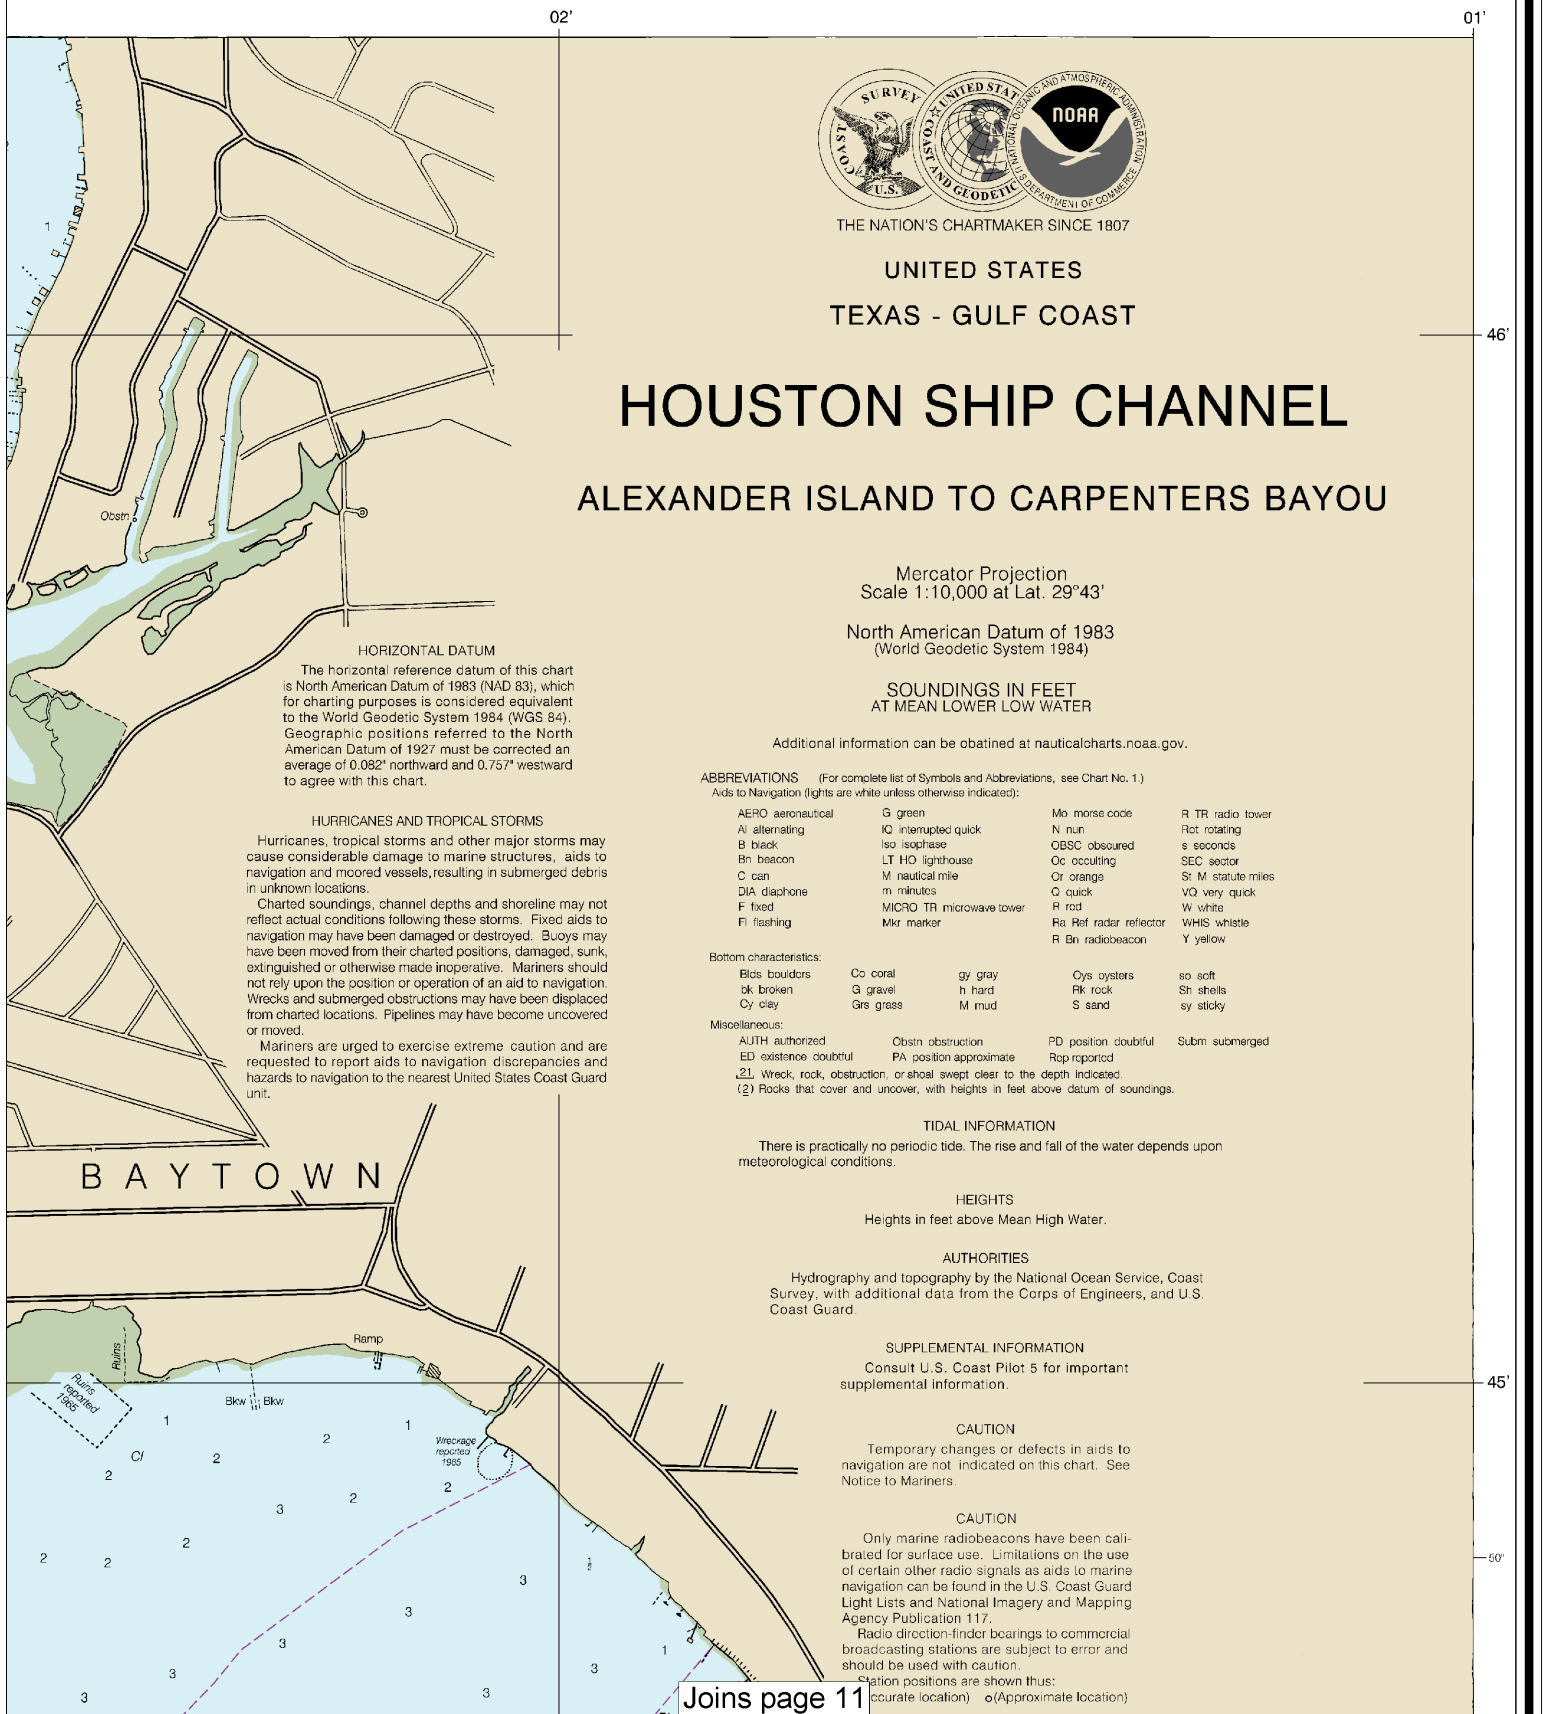 02'
01'
COAST SURVEY
U.S.
UNITED STAT
COAST AND GEODETIC
NATIONAL OCEANIC AND ATMOSPHERIC ADMINISTRATION
U.S. DEPARTMENT OF COMMERCE
NOAA
THE NATION'S CHARTMAKER SINCE 1807
UNITED STATES
TEXAS - GULF COAST
46'
HOUSTON SHIP CHANNEL
ALEXANDER ISLAND TO CARPENTERS BAYOU
Mercator Projection
Scale 1:10,000 at Lat. 29°43'
North American Datum of 1983
(World Geodetic System 1984)
SOUNDINGS IN FEET
AT MEAN LOWER LOW WATER
Additional information can be obatined at nauticalcharts.noaa.gov.
1
Obstn
HORIZONTAL DATUM
The horizontal reference datum of this chart
is North American Datum of 1983 (NAD 83), which
for charting purposes is considered equivalent
to the World Geodetic System 1984 (WGS 84).
Geographic positions referred to the North
American Datum of 1927 must be corrected an
average of 0.082" northward and 0.757" westward
to agree with this chart.
HURRICANES AND TROPICAL STORMS
Hurricanes, tropical storms and other major storms may
cause considerable damage to marine structures, aids to
navigation and moored vessels, resulting in submerged debris
in unknown locations.
Charted soundings, channel depths and shoreline may not
reflect actual conditions following these storms. Fixed aids to
navigation may have been damaged or destroyed. Buoys may
have been moved from their charted positions, damaged, sunk,
extinguished or otherwise made inoperative. Mariners should
not rely upon the position or operation of an aid to navigation.
Wrecks and submerged obstructions may have been displaced
from charted locations. Pipelines may have become uncovered
or moved.
Mariners are urged to exercise extreme caution and are
requested to report aids to navigation discrepancies and
hazards to navigation to the nearest United States Coast Guard
unit.
ABBREVIATIONS (For complete list of Symbols and Abbreviations, see Chart No. 1.)
Aids to Navigation (lights are white unless otherwise indicated):
AERO aeronautical G green Mo morse code R TR radio tower
Al alternating IQ interrupted quick N nun Rot rotating
B black Iso isophase OBSC obscured s seconds
Bn beacon LT HO lighthouse Oc occulting SEC sector
C can M nautical mile Or orange St M statute miles
DIA diaphone m minutes Q quick VQ very quick
F fixed MICRO TR microwave tower R red W white
Fl flashing Mkr marker Ra Ref radar reflector WHIS whistle
R Bn radiobeacon Y yellow
Bottom characteristics:
Blds boulders Co coral gy gray Oys oysters so soft
bk broken G gravel h hard Rk rock Sh shells
Cy clay Grs grass M mud S sand sy sticky
Miscellaneous:
AUTH authorized Obstn obstruction PD position doubtful Subm submerged
ED existence doubtful PA position approximate Rep reported
21 Wreck, rock, obstruction, or shoal swept clear to the depth indicated.
(2) Rocks that cover and uncover, with heights in feet above datum of soundings.
TIDAL INFORMATION
There is practically no periodic tide. The rise and fall of the water depends upon
meteorological conditions.
HEIGHTS
Heights in feet above Mean High Water.
AUTHORITIES
Hydrography and topography by the National Ocean Service, Coast
Survey, with additional data from the Corps of Engineers, and U.S.
Coast Guard.
SUPPLEMENTAL INFORMATION
Consult U.S. Coast Pilot 5 for important
supplemental information.
45'
CAUTION
Temporary changes or defects in aids to
navigation are not indicated on this chart. See
Notice to Mariners.
CAUTION
Only marine radiobeacons have been cali-
brated for surface use. Limitations on the use
of certain other radio signals as aids to marine
navigation can be found in the U.S. Coast Guard
Light Lists and National Imagery and Mapping
Agency Publication 117.
Radio direction-finder bearings to commercial
broadcasting stations are subject to error and
should be used with caution.
Station positions are shown thus:
ccurate location) o(Approximate location)
50"
BAYTOWN
Ramp
Ruins
Ruins
reported
1965
Bkw Bkw
1
1
2
Wreckage
reported
1985
Cl
2
2
2
2
3
2
2
2
3
3
3
1
3
3
3
3
Joins page 11